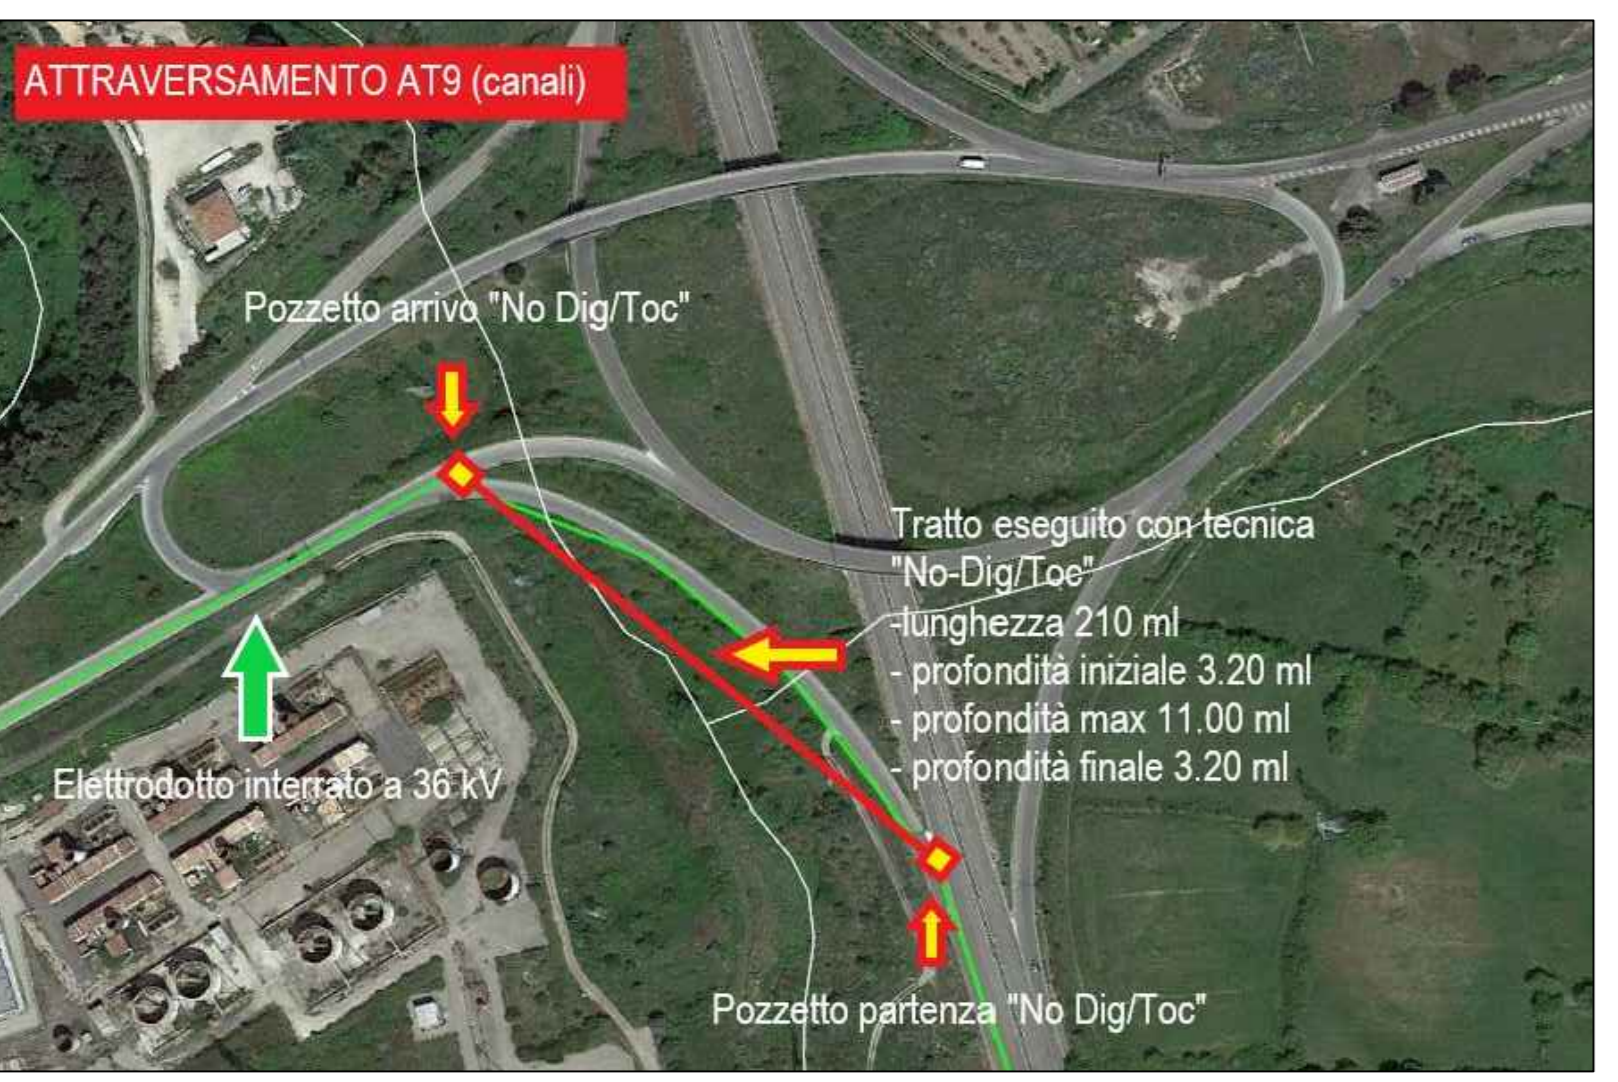 ATTRAVERSAMENTO AT9 (canali)
Pozzetto arrivo "No Dig/Toc"
Tratto eseguito con tecnica
"No-Dig/Toc"
-lunghezza 210 ml
- profondità iniziale 3.20 ml
- profondità max 11.00 ml
- profondità finale 3.20 ml
Elettrodotto interrato a 36 kV
Pozzetto partenza "No Dig/Toc"